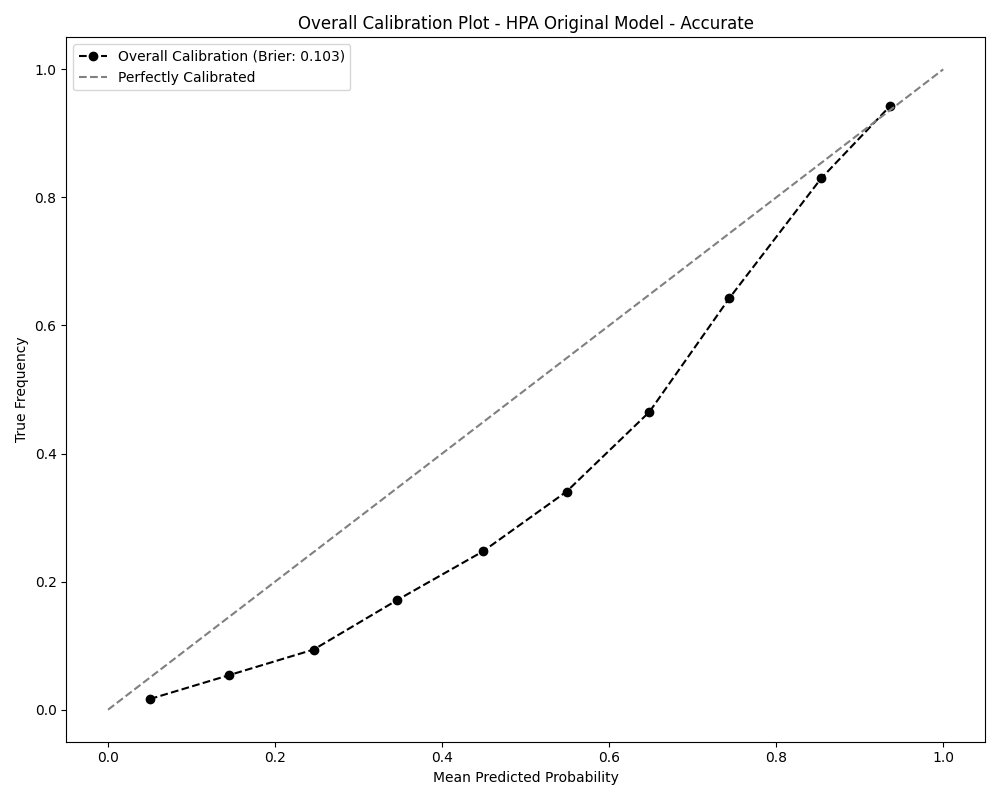 Overall Calibration Plot - HPA Original Model - Accurate
Overall Calibration (Brier: 0.103)
Perfectly Calibrated
1.0
0.8
0.6
0.4
0.2
0.0
True Frequency
0.0 0.2 0.4 0.6 0.8 1.0
Mean Predicted Probability